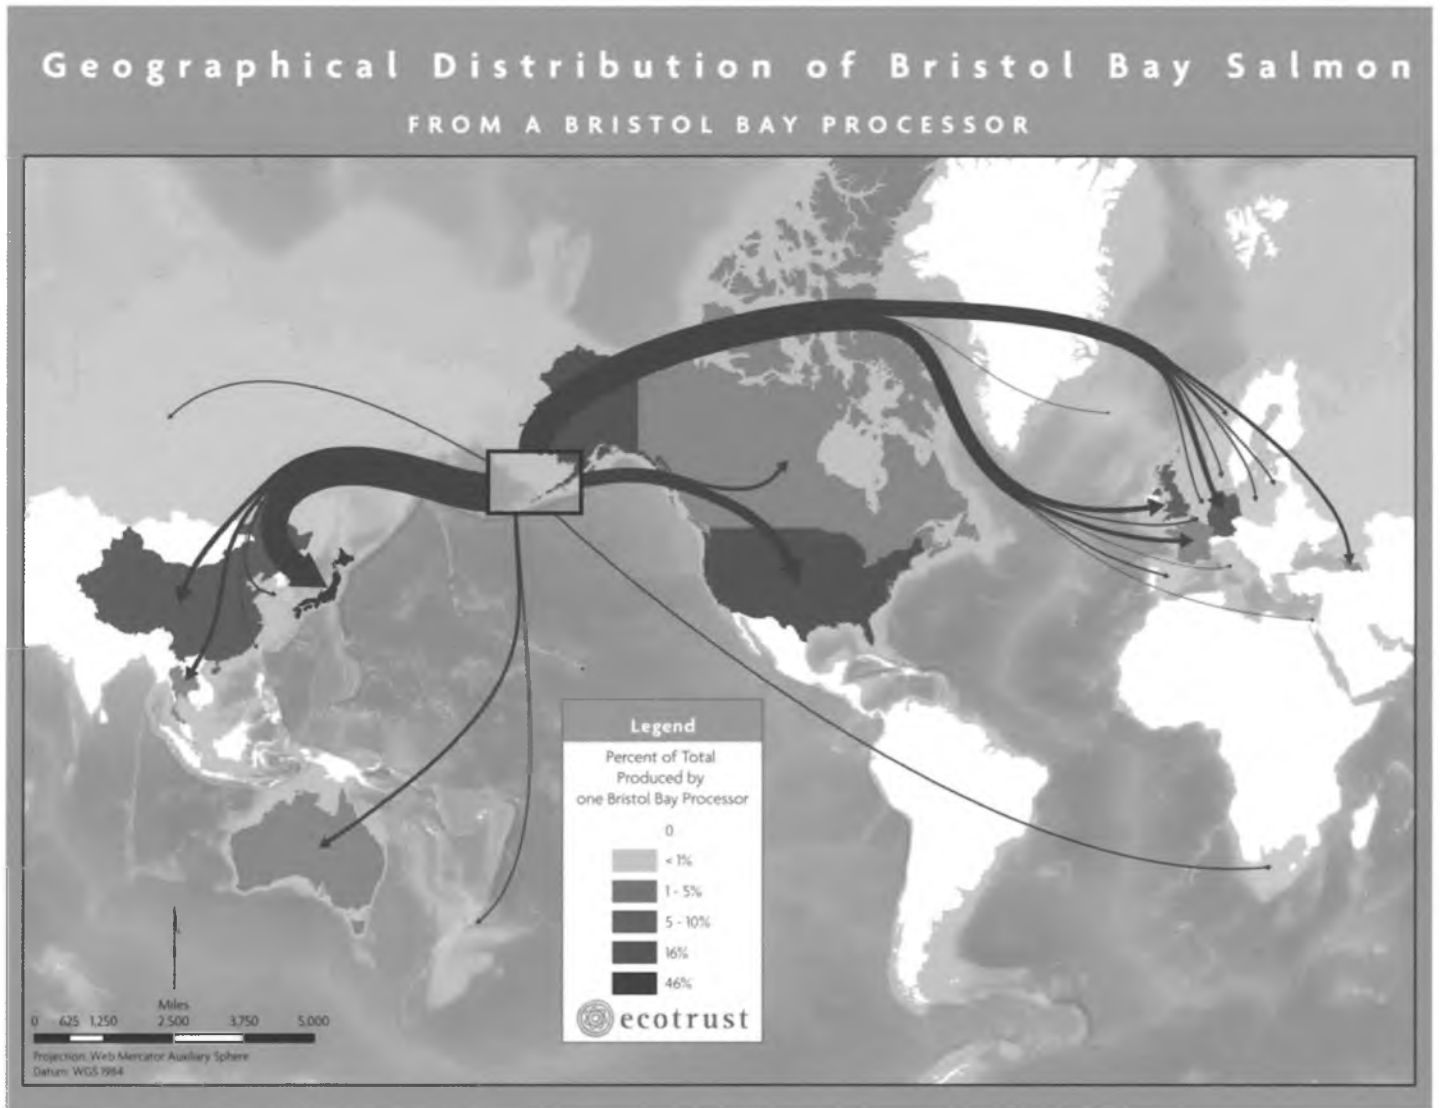 Geographical Distribution of Bristol Bay Salmon
FROM A BRISTOL BAY PROCESSOR
Legend
Percent of Total
Produced by
one Bristol Bay Processor
0
< 1%
1 - 5%
5 - 10%
16%
46%
ecotrust
Miles
0 625 1,250 2,500 3,750 5,000
Projection: Web Mercator Auxiliary Sphere
Datum: WGS 1984